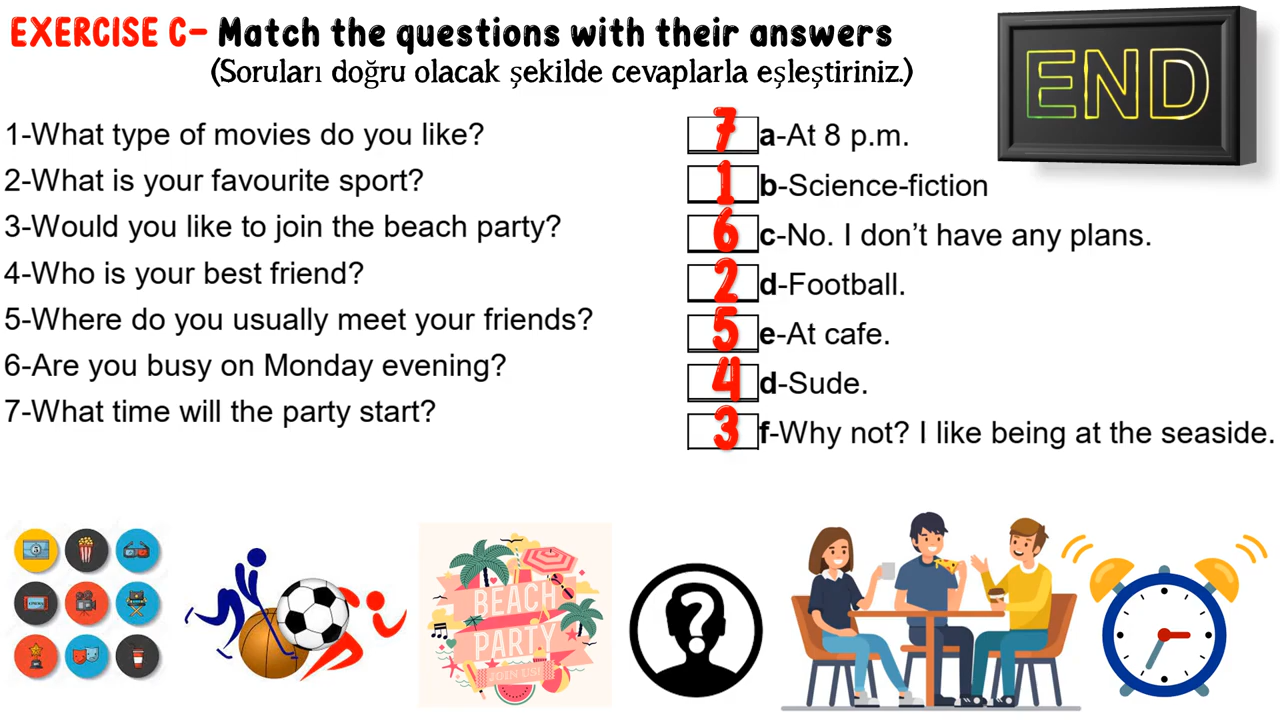 EXERCISE C- Match the questions with their answers
(Soruları doğru olacak şekilde cevaplarla eşleştiriniz.)
END
1-What type of movies do you like?
2-What is your favourite sport?
3-Would you like to join the beach party?
4-Who is your best friend?
5-Where do you usually meet your friends?
6-Are you busy on Monday evening?
7-What time will the party start?
7 a-At 8 p.m.
1 b-Science-fiction
6 c-No. I don't have any plans.
2 d-Football.
5 e-At cafe.
4 d-Sude.
3 f-Why not? I like being at the seaside.
BEACH
PARTY
JOIN US!
?